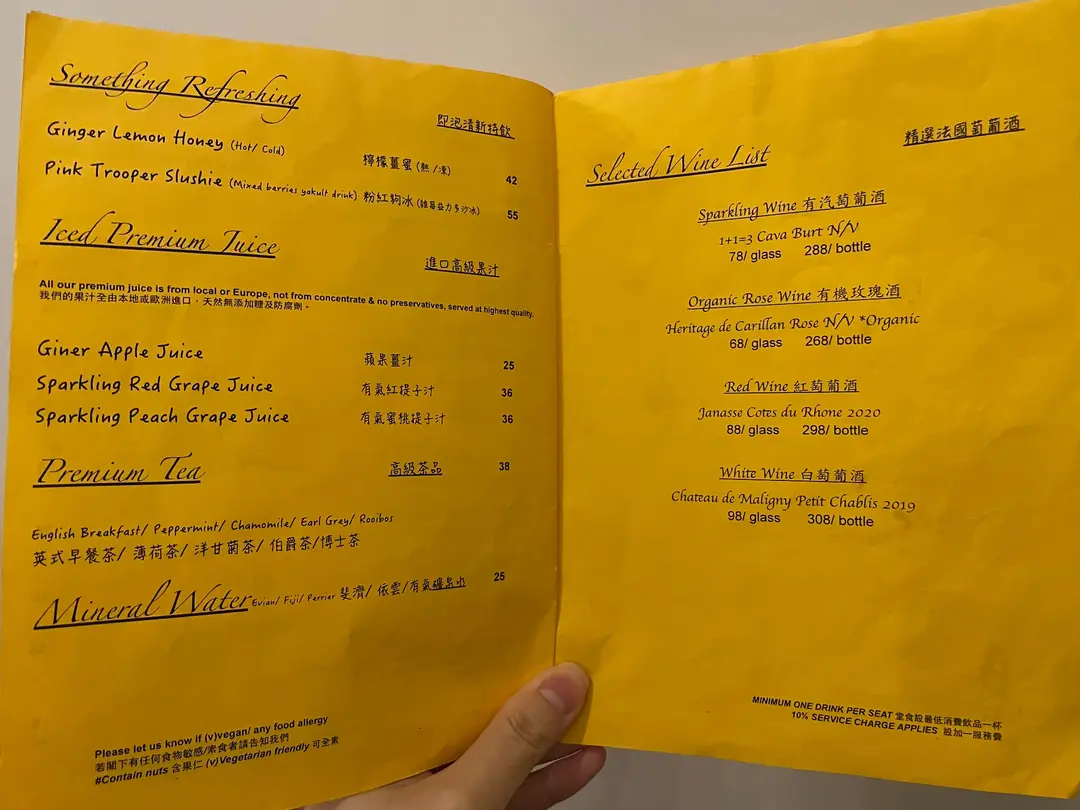 Something Refreshing
即泡清新特飲
Ginger Lemon Honey (Hot/ Cold) 檸檬薑蜜 (熱/凍) 42
Pink Trooper Slushie (Mixed berries yakult drink) 粉紅狗冰 (雜莓益力多沙冰) 55
Iced Premium Juice
進口高級果汁
All our premium juice is from local or Europe, not from concentrate & no preservatives, served at highest quality.
我們的果汁全由本地或歐洲進口，天然無添加糖及防腐劑。
Giner Apple Juice 蘋果薑汁 25
Sparkling Red Grape Juice 有氣紅提子汁 36
Sparkling Peach Grape Juice 有氣蜜桃提子汁 36
Premium Tea 高級茶品 38
English Breakfast/ Peppermint/ Chamomile/ Earl Grey/ Rooibos
英式早餐茶/ 薄荷茶/ 洋甘菊茶/ 伯爵茶/博士茶
Mineral Water Evian/ Fiji/ Perrier 斐濟/ 依雲/有氣礦泉水 25
Please let us know if (v)vegan/ any food allergy
若閣下有任何食物敏感/素食者請告知我們
#Contain nuts 含果仁 (v)Vegetarian friendly 可全素
精選法國萄葡酒
Selected Wine List
Sparkling Wine 有汽萄葡酒
1+1=3 Cava Burt N/V
78/ glass 288/ bottle
Organic Rose Wine 有機玫瑰酒
Heritage de Carillan Rose N/V *Organic
68/ glass 268/ bottle
Red Wine 紅萄葡酒
Janasse Cotes du Rhone 2020
88/ glass 298/ bottle
White Wine 白萄葡酒
Chateau de Maligny Petit Chablis 2019
98/ glass 308/ bottle
MINIMUM ONE DRINK PER SEAT 堂食設最低消費飲品一杯
10% SERVICE CHARGE APPLIES 設加一服務費